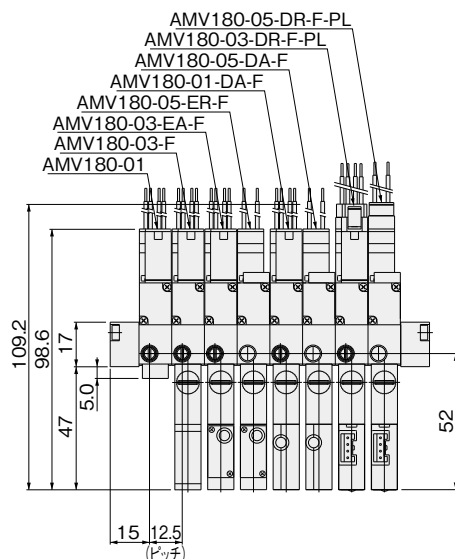 AMV180-05-DR-F-PL
AMV180-03-DR-F-PL
AMV180-05-DA-F
AMV180-01-DA-F
AMV180-05-ER-F
AMV180-03-EA-F
AMV180-03-F
AMV180-01
109.2
98.6
17
5.0
47
52
15
12.5
(ピッチ)